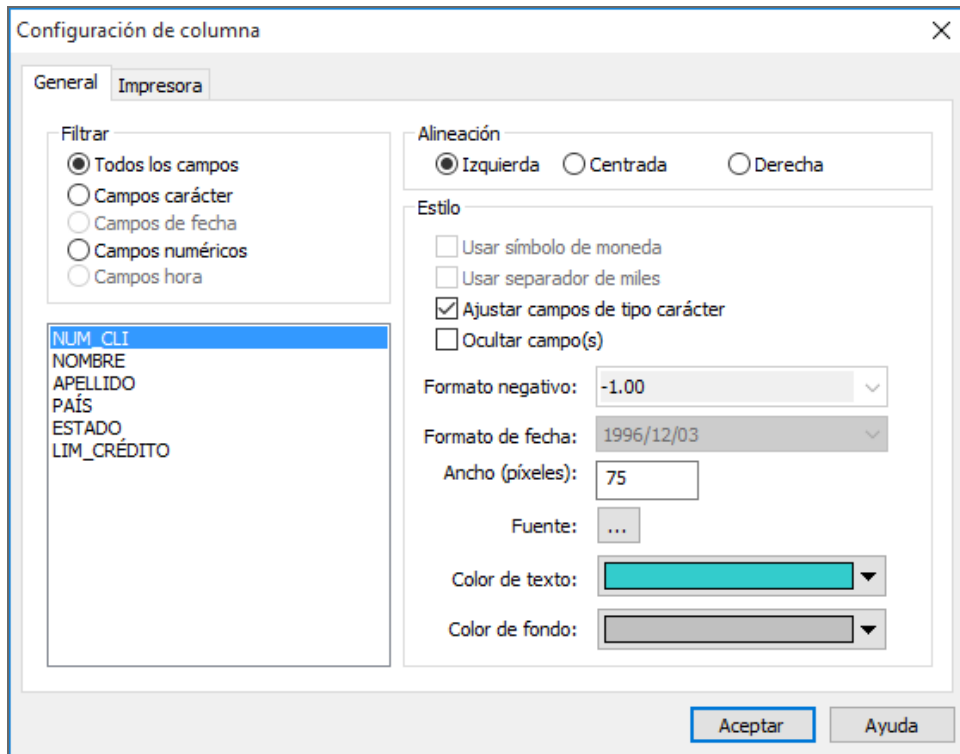 Configuración de columna
General Impresora
Filtrar
Todos los campos
Campos carácter
Campos de fecha
Campos numéricos
Campos hora
NUM_CLI
NOMBRE
APELLIDO
PAÍS
ESTADO
LIM_CRÉDITO
Alineación
Izquierda Centrada Derecha
Estilo
Usar símbolo de moneda
Usar separador de miles
Ajustar campos de tipo carácter
Ocultar campo(s)
Formato negativo: -1.00
Formato de fecha: 1996/12/03
Ancho (píxeles): 75
Fuente: ...
Color de texto:
Color de fondo:
Aceptar Ayuda